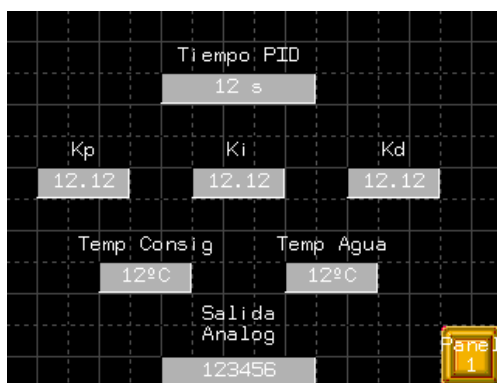 Tiempo PID
12 s
Kp Ki Kd
12.12 12.12 12.12
Temp Consig Temp Agua
12ºC 12ºC
Salida
Analog
123456
Panel
1